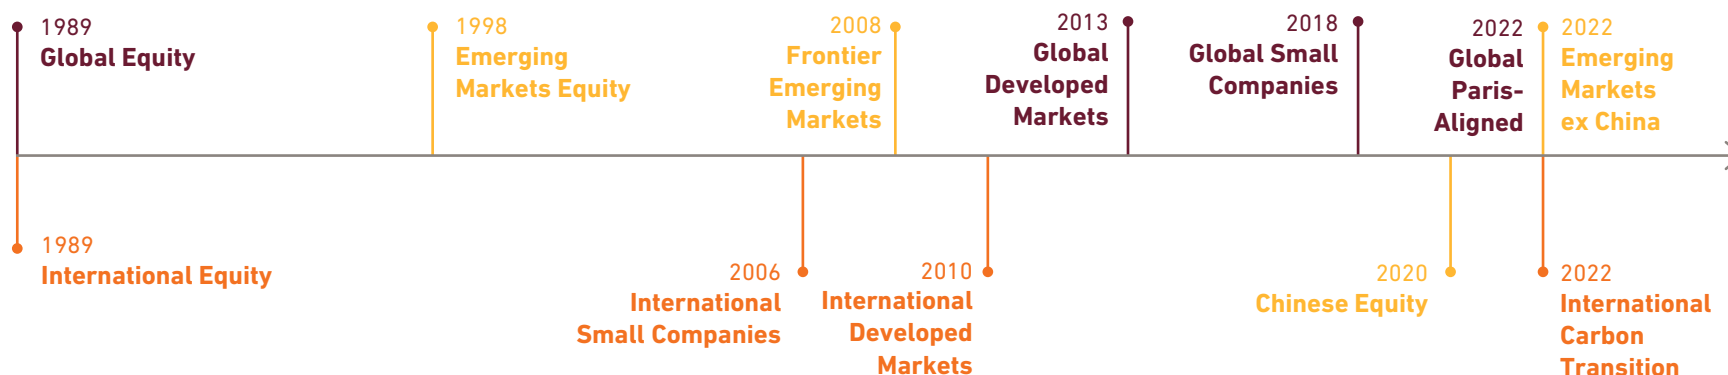 1989
Global Equity
1998
Emerging
Markets Equity
2008
Frontier
Emerging
Markets
2013
Global
Developed
Markets
2018
Global Small
Companies
2022
Global
Paris-
Aligned
2022
Emerging
Markets
ex China
1989
International Equity
2006
International
Small Companies
2010
International
Developed
Markets
2020
Chinese Equity
2022
International
Carbon
Transition